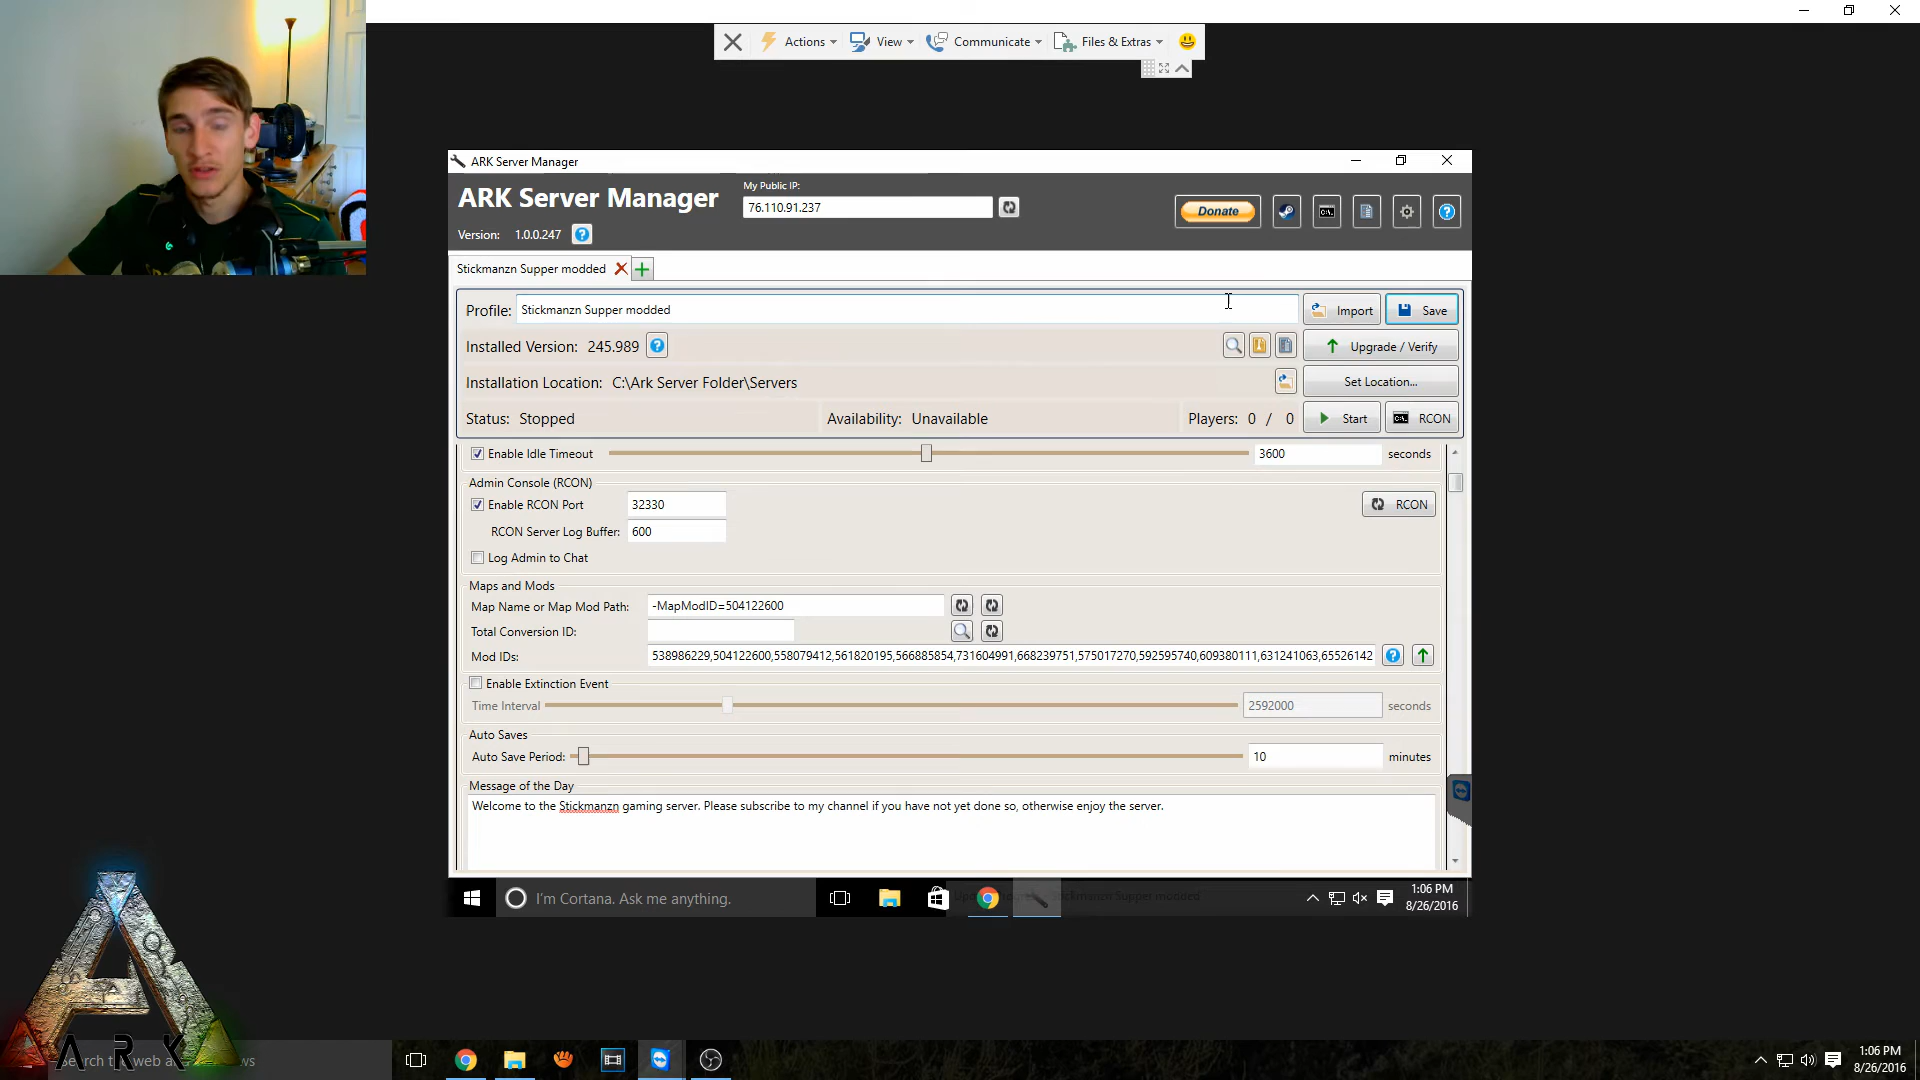 Actions
View
Communicate
Files & Extras
ARK Server Manager
ARK Server Manager
My Public IP:
76.110.91.237
Donate
Version: 1.0.0.247
Stickmanzn Supper modded
Profile: Stickmanzn Supper modded
Import
Save
Installed Version: 245.989
Upgrade / Verify
Installation Location: C:\Ark Server Folder\Servers
Set Location...
Status: Stopped
Availability: Unavailable
Players: 0 / 0
Start
RCON
Enable Idle Timeout
3600
seconds
Admin Console (RCON)
Enable RCON Port
32330
RCON
RCON Server Log Buffer:
600
Log Admin to Chat
Maps and Mods
Map Name or Map Mod Path:
-MapModID=504122600
Total Conversion ID:
Mod IDs:
538986229,504122600,558079412,561820195,566885854,731604991,668239751,575017270,592595740,609380111,631241063,65526142
Enable Extinction Event
Time Interval
2592000
seconds
Auto Saves
Auto Save Period:
10
minutes
Message of the Day
Welcome to the Stickmanzn gaming server. Please subscribe to my channel if you have not yet done so, otherwise enjoy the server.
I'm Cortana. Ask me anything.
Stickmanzn Supper modded
1:06 PM
8/26/2016
ARK
Search the web a
ows
1:06 PM
8/26/2016